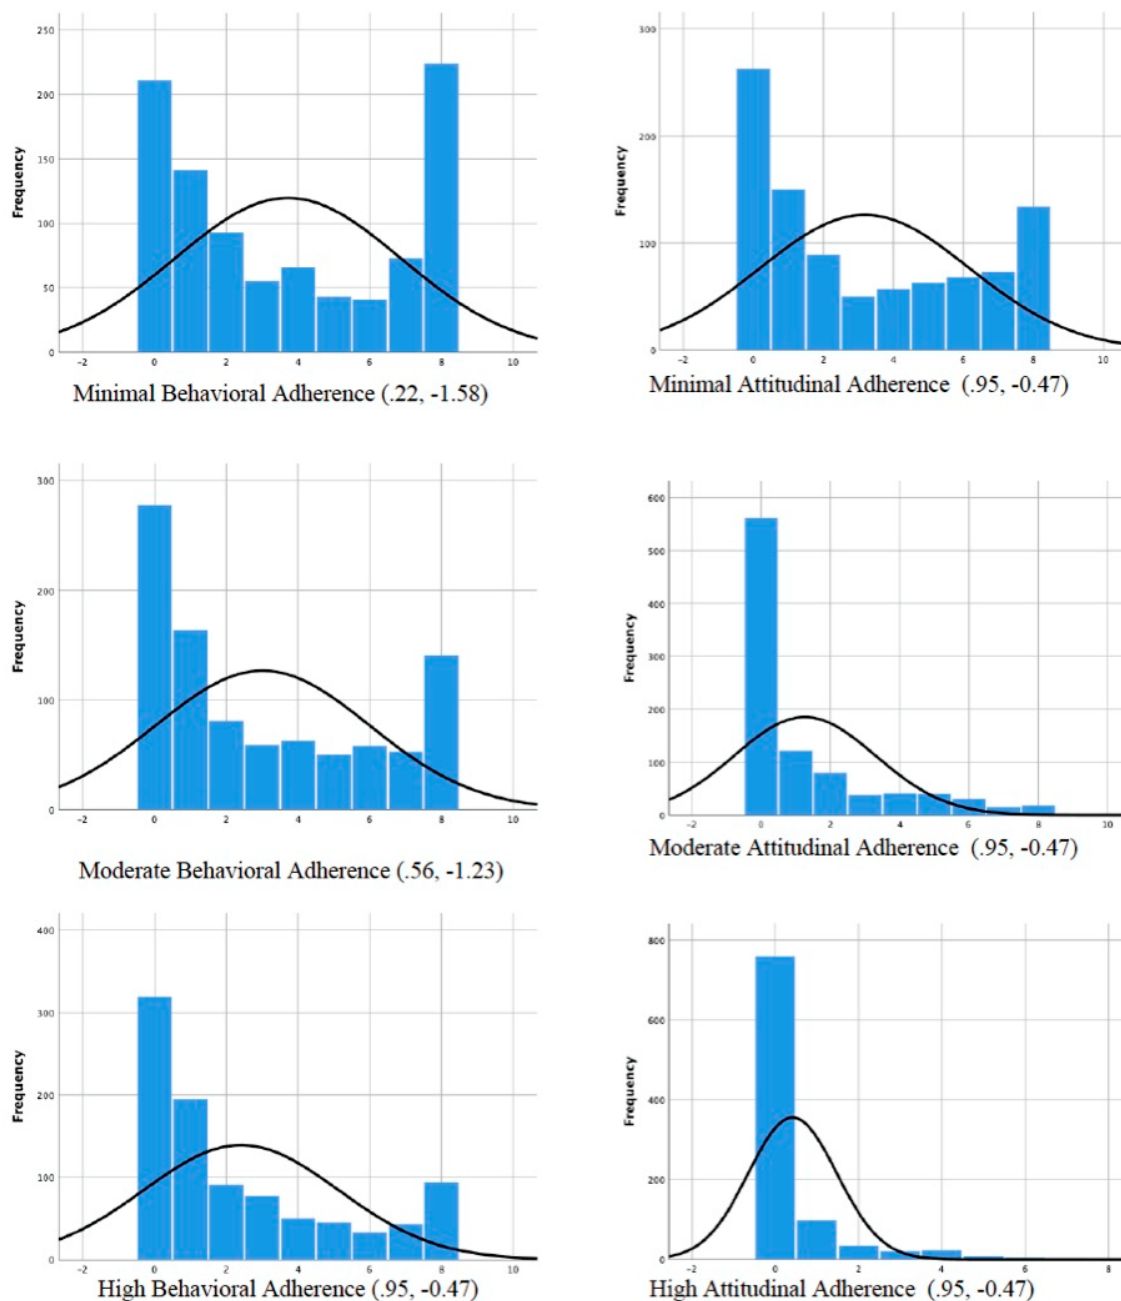 250
200
150
100
50
0
Frequency
-2 0 2 4 6 8 10
Minimal Behavioral Adherence (.22, -1.58)
300
200
100
0
Frequency
-2 0 2 4 6 8 10
Minimal Attitudinal Adherence (.95, -0.47)
300
200
100
0
Frequency
-2 0 2 4 6 8 10
Moderate Behavioral Adherence (.56, -1.23)
600
500
400
300
200
100
0
Frequency
-2 0 2 4 6 8 10
Moderate Attitudinal Adherence (.95, -0.47)
400
300
200
100
0
Frequency
-2 0 2 4 6 8 10
High Behavioral Adherence (.95, -0.47)
800
600
400
200
0
Frequency
-2 0 2 4 6 8
High Attitudinal Adherence (.95, -0.47)